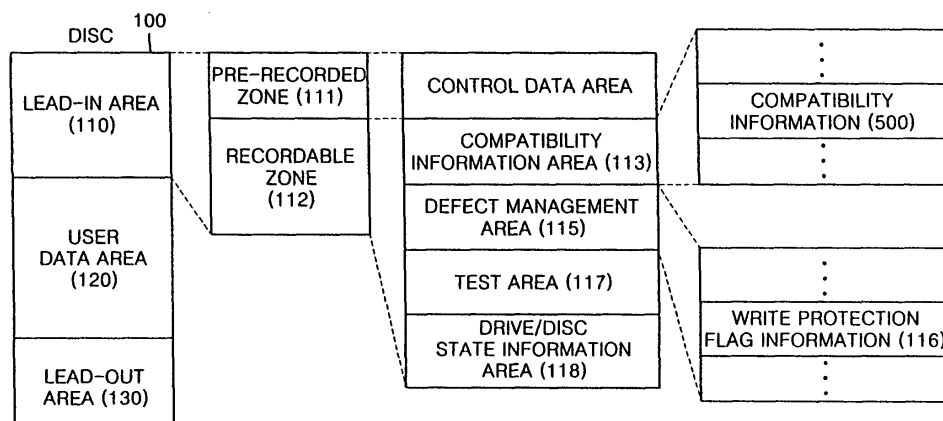 DISC
100
LEAD-IN AREA
(110)
USER
DATA AREA
(120)
LEAD-OUT
AREA (130)
PRE-RECORDED
ZONE (111)
RECORDABLE
ZONE
(112)
CONTROL DATA AREA
COMPATIBILITY
INFORMATION AREA (113)
DEFECT MANAGEMENT
AREA (115)
TEST AREA (117)
DRIVE/DISC
STATE INFORMATION
AREA (118)
COMPATIBILITY
INFORMATION (500)
WRITE PROTECTION
FLAG INFORMATION (116)